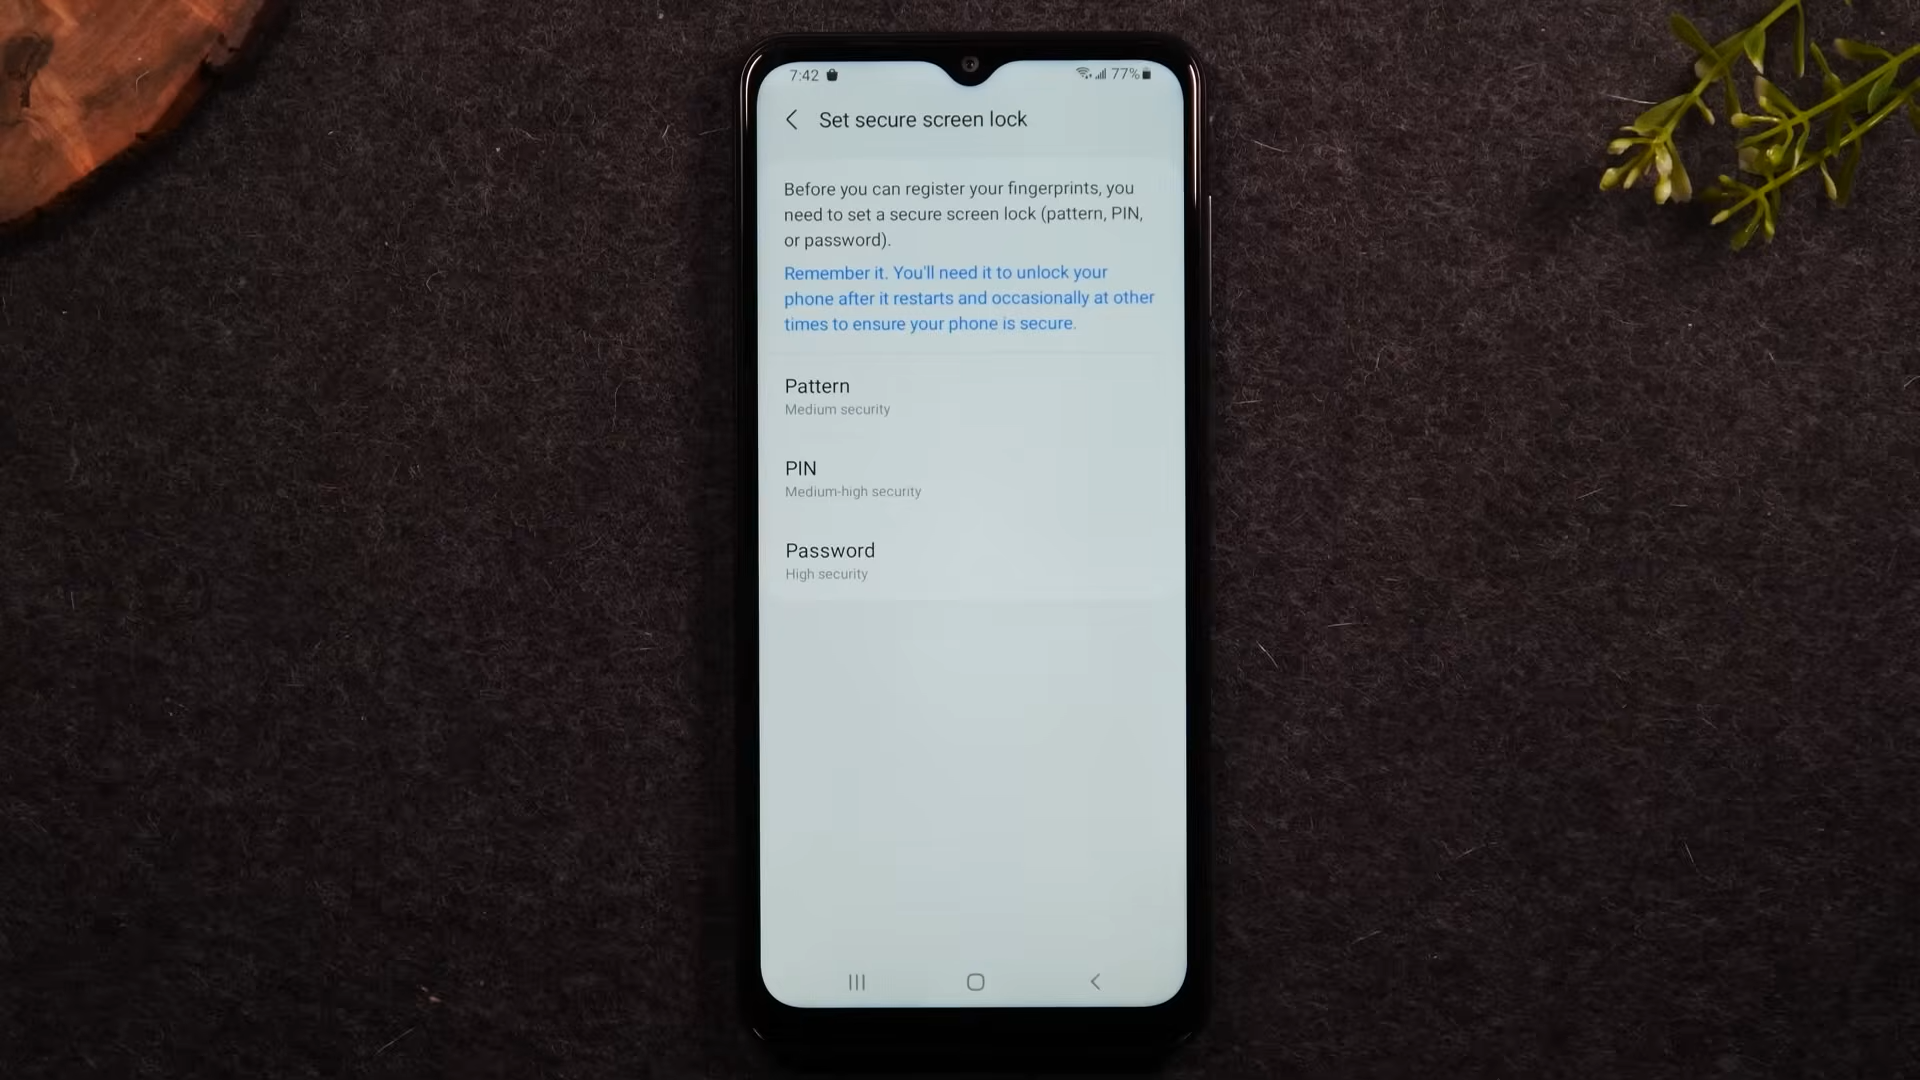 7:42 77%
Set secure screen lock
Before you can register your fingerprints, you
need to set a secure screen lock (pattern, PIN,
or password).
Remember it. You'll need it to unlock your
phone after it restarts and occasionally at other
times to ensure your phone is secure.
Pattern
Medium security
PIN
Medium-high security
Password
High security